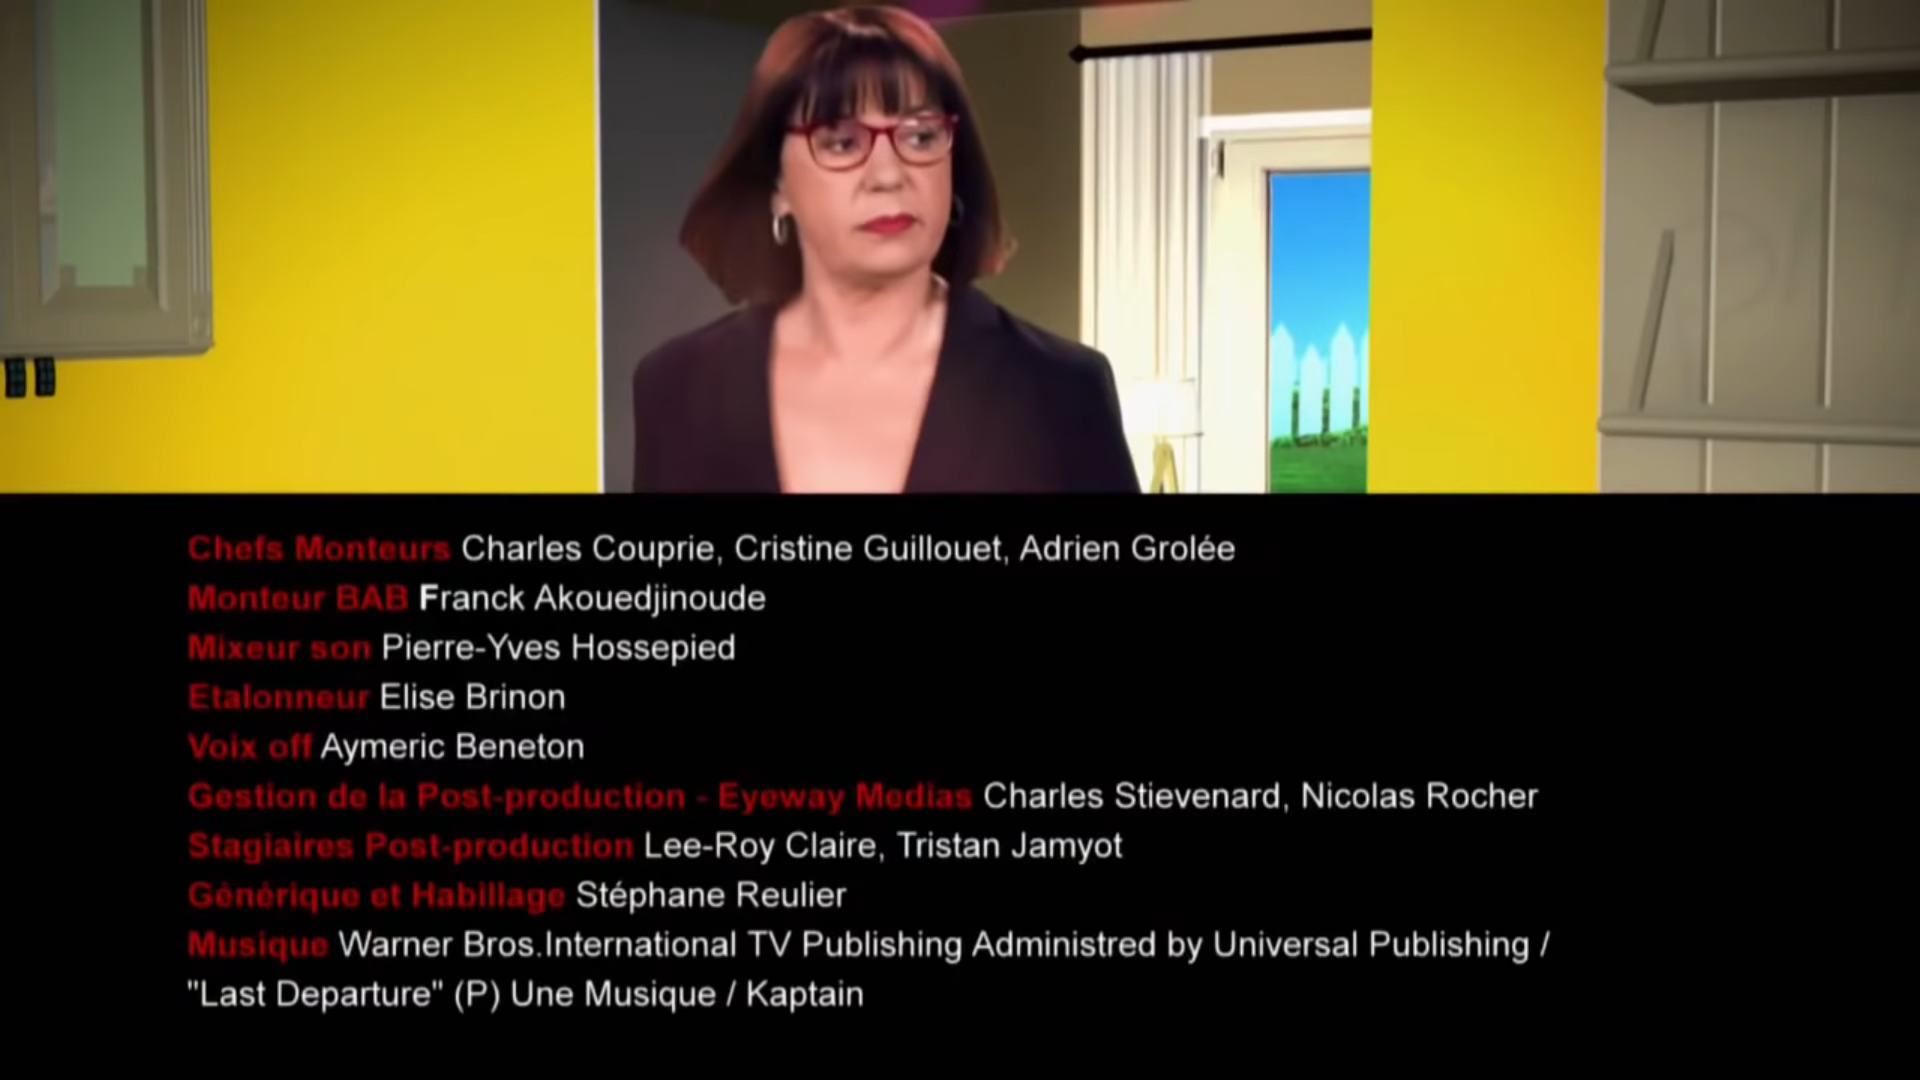 Chefs Monteurs Charles Couprie, Cristine Guillouet, Adrien Grolée
Monteur BAB Franck Akouedjinoude
Mixeur son Pierre-Yves Hossepied
Etalonneur Elise Brinon
Voix off Aymeric Beneton
Gestion de la Post-production - Eyeway Medias Charles Stievenard, Nicolas Rocher
Stagiaires Post-production Lee-Roy Claire, Tristan Jamyot
Générique et Habillage Stéphane Reulier
Musique Warner Bros.International TV Publishing Administred by Universal Publishing /
"Last Departure" (P) Une Musique / Kaptain